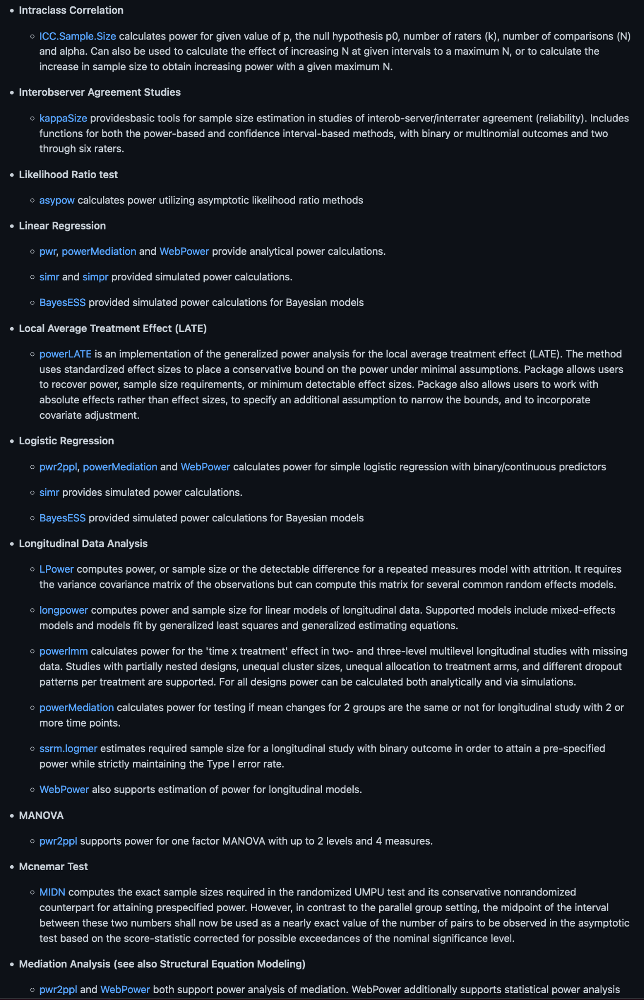 • Intraclass Correlation
◦ ICC.Sample.Size calculates power for given value of p, the null hypothesis p0, number of raters (k), number of comparisons (N)
and alpha. Can also be used to calculate the effect of increasing N at given intervals to a maximum N, or to calculate the
increase in sample size to obtain increasing power with a given maximum N.
• Interobserver Agreement Studies
◦ kappaSize providesbasic tools for sample size estimation in studies of interob-server/interrater agreement (reliability). Includes
functions for both the power-based and confidence interval-based methods, with binary or multinomial outcomes and two
through six raters.
• Likelihood Ratio test
◦ asypow calculates power utilizing asymptotic likelihood ratio methods
• Linear Regression
◦ pwr, powerMediation and WebPower provide analytical power calculations.
◦ simr and simpr provided simulated power calculations.
◦ BayesESS provided simulated power calculations for Bayesian models
• Local Average Treatment Effect (LATE)
◦ powerLATE is an implementation of the generalized power analysis for the local average treatment effect (LATE). The method
uses standardized effect sizes to place a conservative bound on the power under minimal assumptions. Package allows users
to recover power, sample size requirements, or minimum detectable effect sizes. Package also allows users to work with
absolute effects rather than effect sizes, to specify an additional assumption to narrow the bounds, and to incorporate
covariate adjustment.
• Logistic Regression
◦ pwr2ppl, powerMediation and WebPower calculates power for simple logistic regression with binary/continuous predictors
◦ simr provides simulated power calculations.
◦ BayesESS provided simulated power calculations for Bayesian models
• Longitudinal Data Analysis
◦ LPower computes power, or sample size or the detectable difference for a repeated measures model with attrition. It requires
the variance covariance matrix of the observations but can compute this matrix for several common random effects models.
◦ longpower computes power and sample size for linear models of longitudinal data. Supported models include mixed-effects
models and models fit by generalized least squares and generalized estimating equations.
◦ powerlmm calculates power for the 'time x treatment' effect in two- and three-level multilevel longitudinal studies with missing
data. Studies with partially nested designs, unequal cluster sizes, unequal allocation to treatment arms, and different dropout
patterns per treatment are supported. For all designs power can be calculated both analytically and via simulations.
◦ powerMediation calculates power for testing if mean changes for 2 groups are the same or not for longitudinal study with 2 or
more time points.
◦ ssrm.logmer estimates required sample size for a longitudinal study with binary outcome in order to attain a pre-specified
power while strictly maintaining the Type I error rate.
◦ WebPower also supports estimation of power for longitudinal models.
• MANOVA
◦ pwr2ppl supports power for one factor MANOVA with up to 2 levels and 4 measures.
• Mcnemar Test
◦ MIDN computes the exact sample sizes required in the randomized UMPU test and its conservative nonrandomized
counterpart for attaining prespecified power. However, in contrast to the parallel group setting, the midpoint of the interval
between these two numbers shall now be used as a nearly exact value of the number of pairs to be observed in the asymptotic
test based on the score-statistic corrected for possible exceedances of the nominal significance level.
• Mediation Analysis (see also Structural Equation Modeling)
◦ pwr2ppl and WebPower both support power analysis of mediation. WebPower additionally supports statistical power analysis